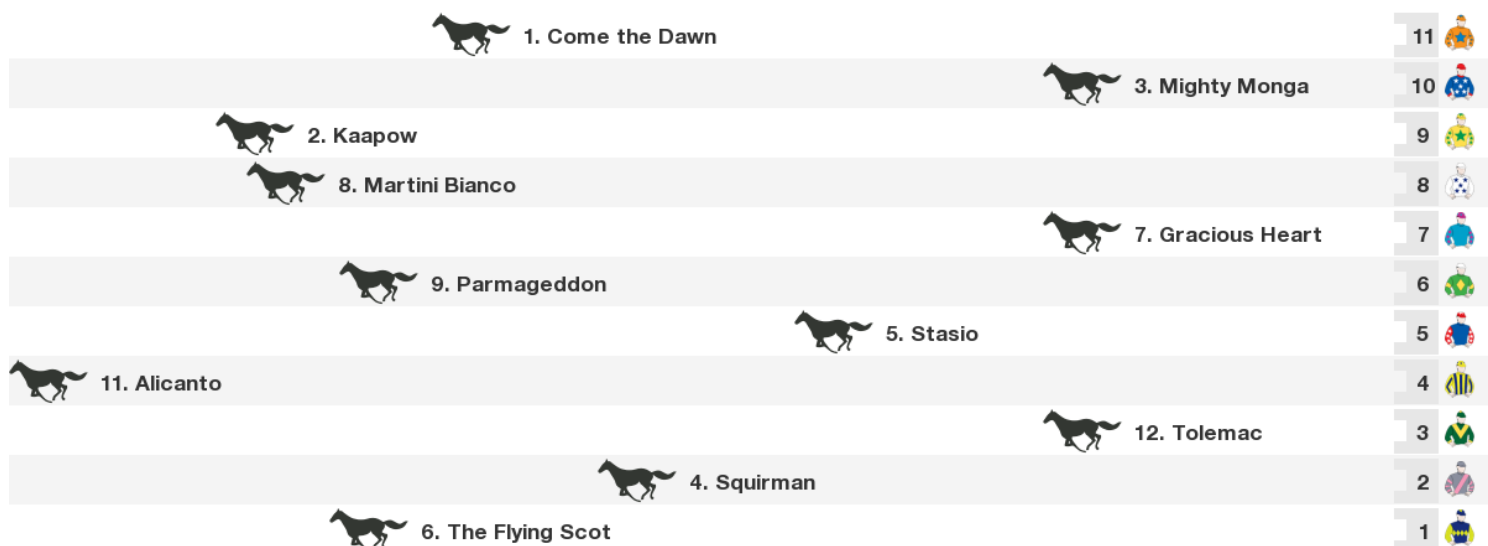 1. Come the Dawn 11
3. Mighty Monga 10
2. Kaapow 9
8. Martini Bianco 8
7. Gracious Heart 7
9. Parmageddon 6
5. Stasio 5
11. Alicanto 4
12. Tolemac 3
4. Squirman 2
6. The Flying Scot 1